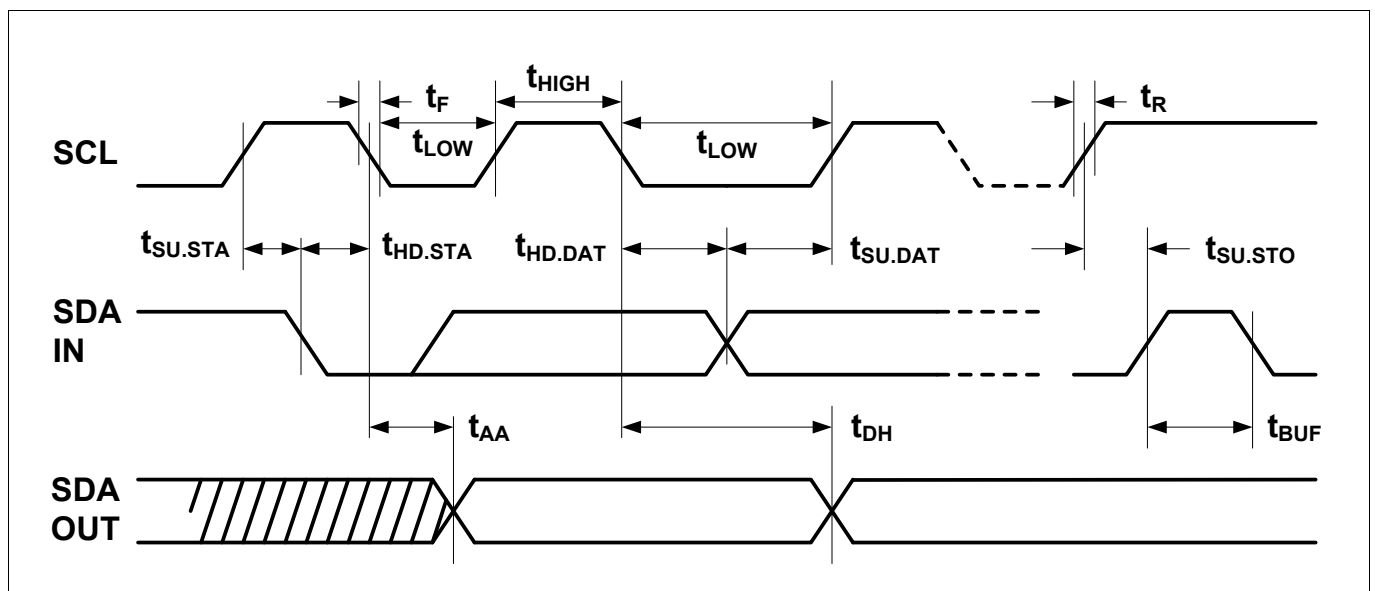 tHIGH
tF
tR
tLOW
tLOW
SCL
tSU.STA
tHD.STA
tHD.DAT
tSU.DAT
tSU.STO
SDA
IN
tAA
tDH
tBUF
SDA
OUT